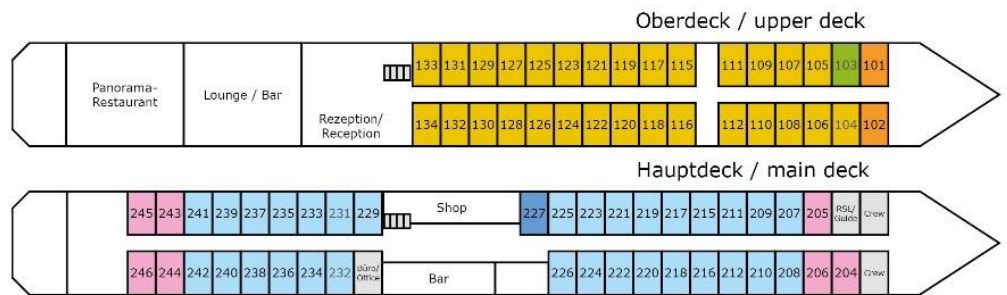 Oberdeck / upper deck
133 131 129 127 125 123 121 119 117 115 111 109 107 105 103 101
Panorama-
Restaurant
Lounge / Bar
Rezeption/
Reception
134 132 130 128 126 124 122 120 118 116 112 110 108 106 104 102
Hauptdeck / main deck
245 243 241 239 237 235 233 231 229 Shop 227 225 223 221 219 217 215 211 209 207 205 RSL/
Guide Crew
246 244 242 240 238 236 234 232 Büro/
Office Bar 226 224 222 220 218 216 212 210 208 206 204 Crew